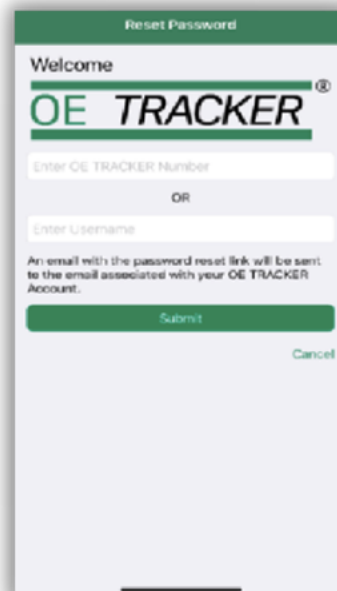 Reset Password
Welcome
OE TRACKER®
Enter OE TRACKER Number
OR
Enter Username
An email with the password reset link will be sent
to the email associated with your OE TRACKER
Account.
Submit
Cancel